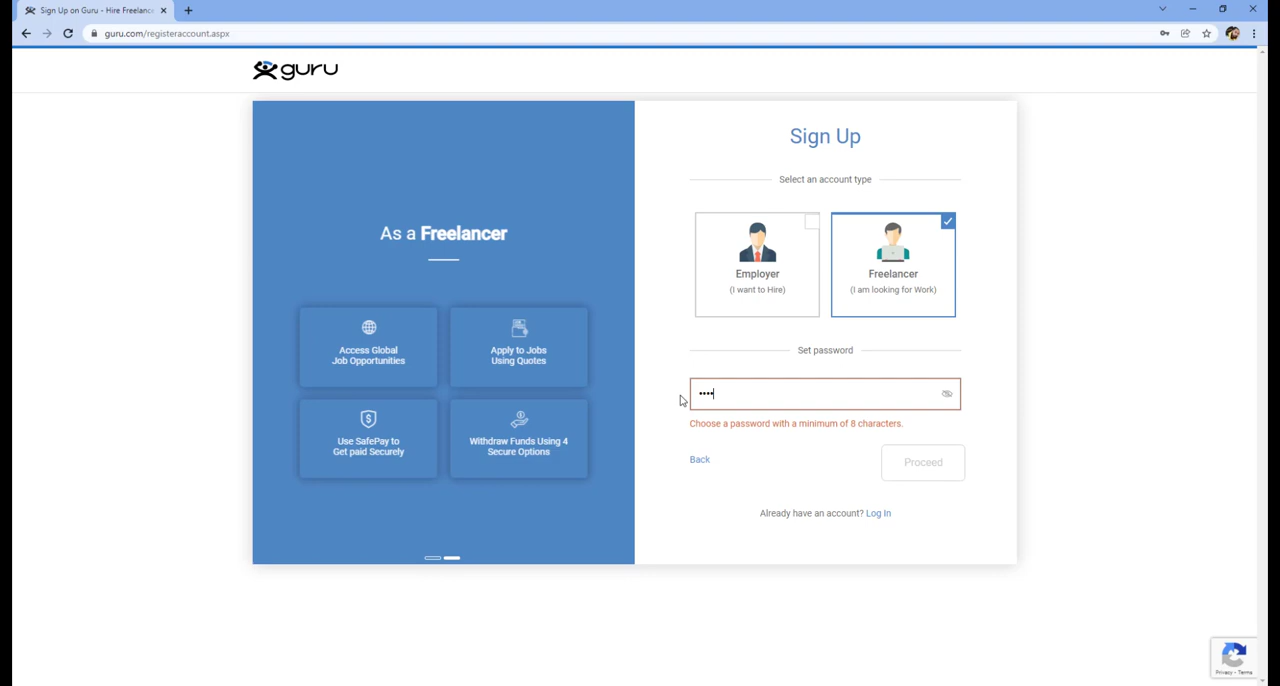 Sign Up on Guru - Hire Freelance
guru.com/registeraccount.aspx
guru
Sign Up
Select an account type
As a Freelancer
Employer
(I want to Hire)
Freelancer
(I am looking for Work)
Access Global
Job Opportunities
Apply to Jobs
Using Quotes
Use SafePay to
Get paid Securely
Withdraw Funds Using 4
Secure Options
Set password
••••
Choose a password with a minimum of 8 characters.
Back
Proceed
Already have an account? Log In
Privacy - Terms